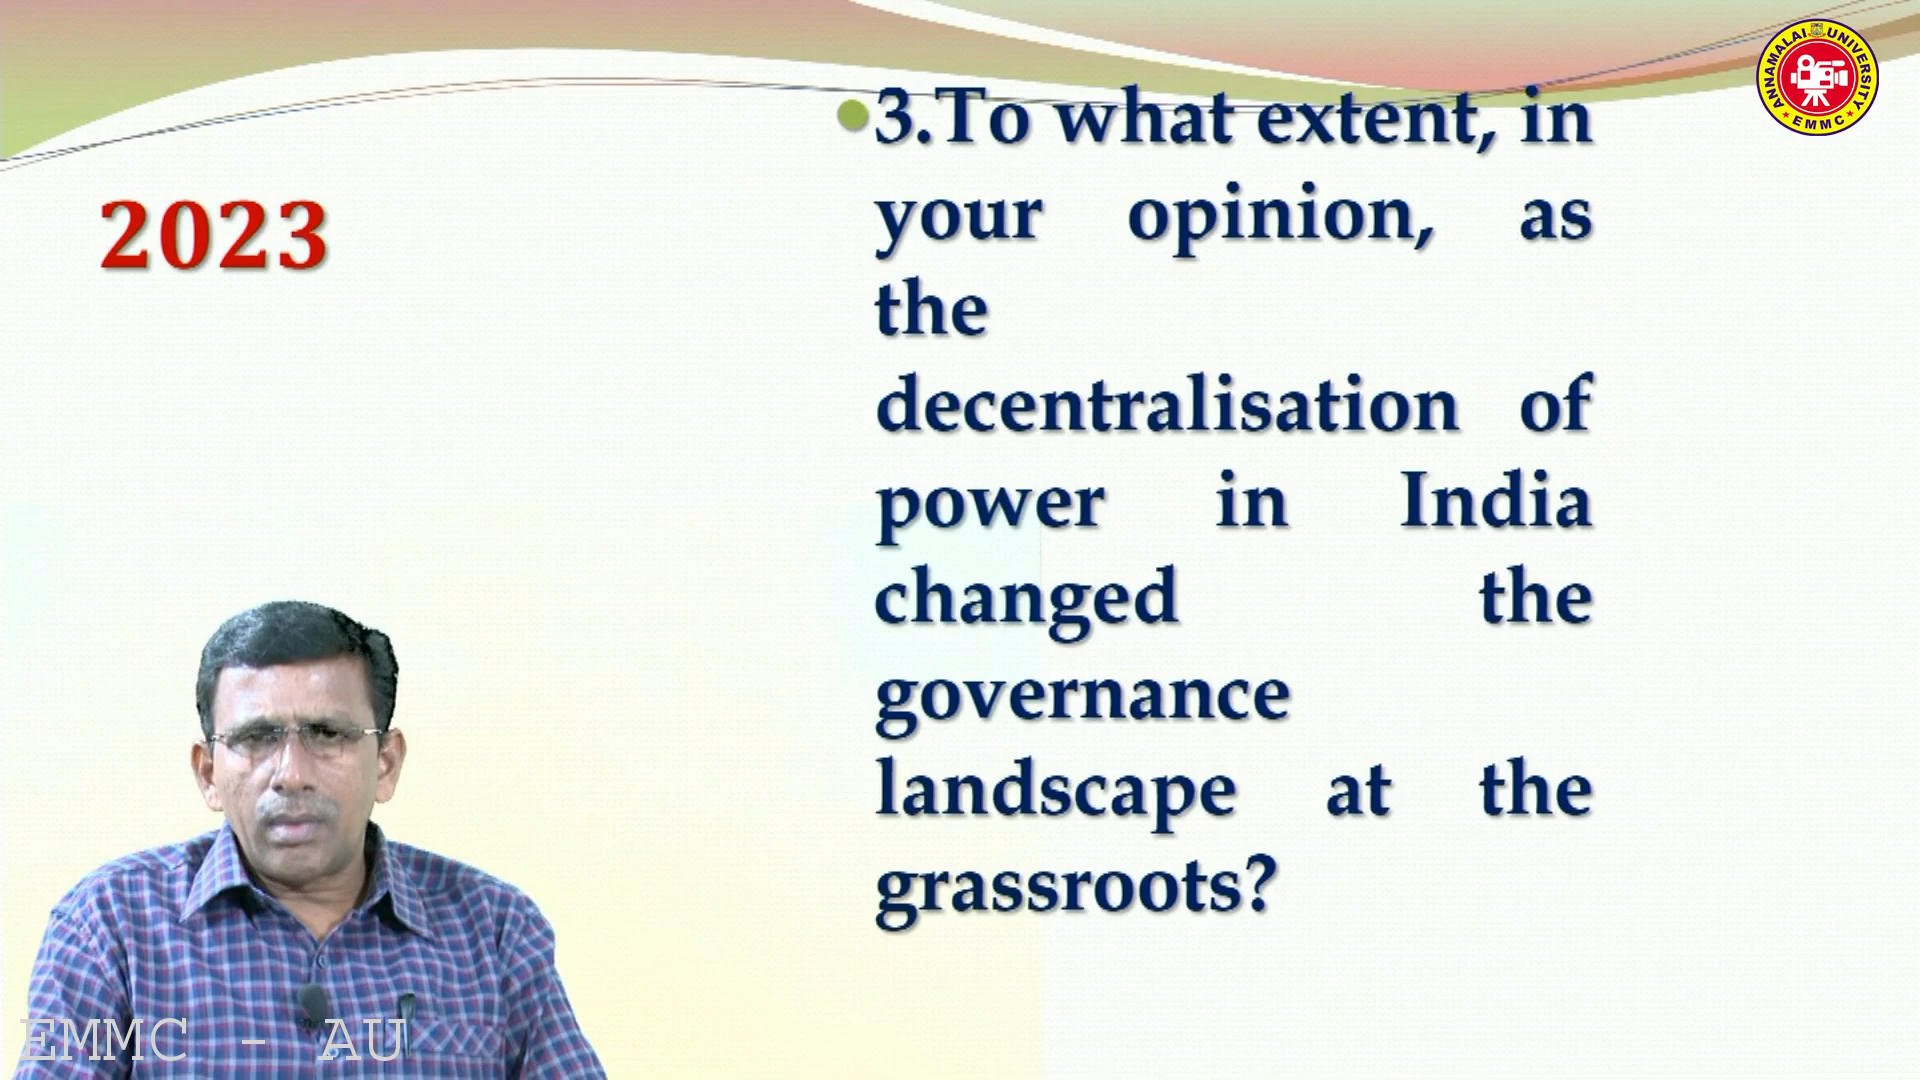 2023
3.To what extent, in
your opinion, as
the
decentralisation of
power in India
changed the
governance
landscape at the
grassroots?
ANNAMALAI UNIVERSITY
EMMC
EMMC - AU